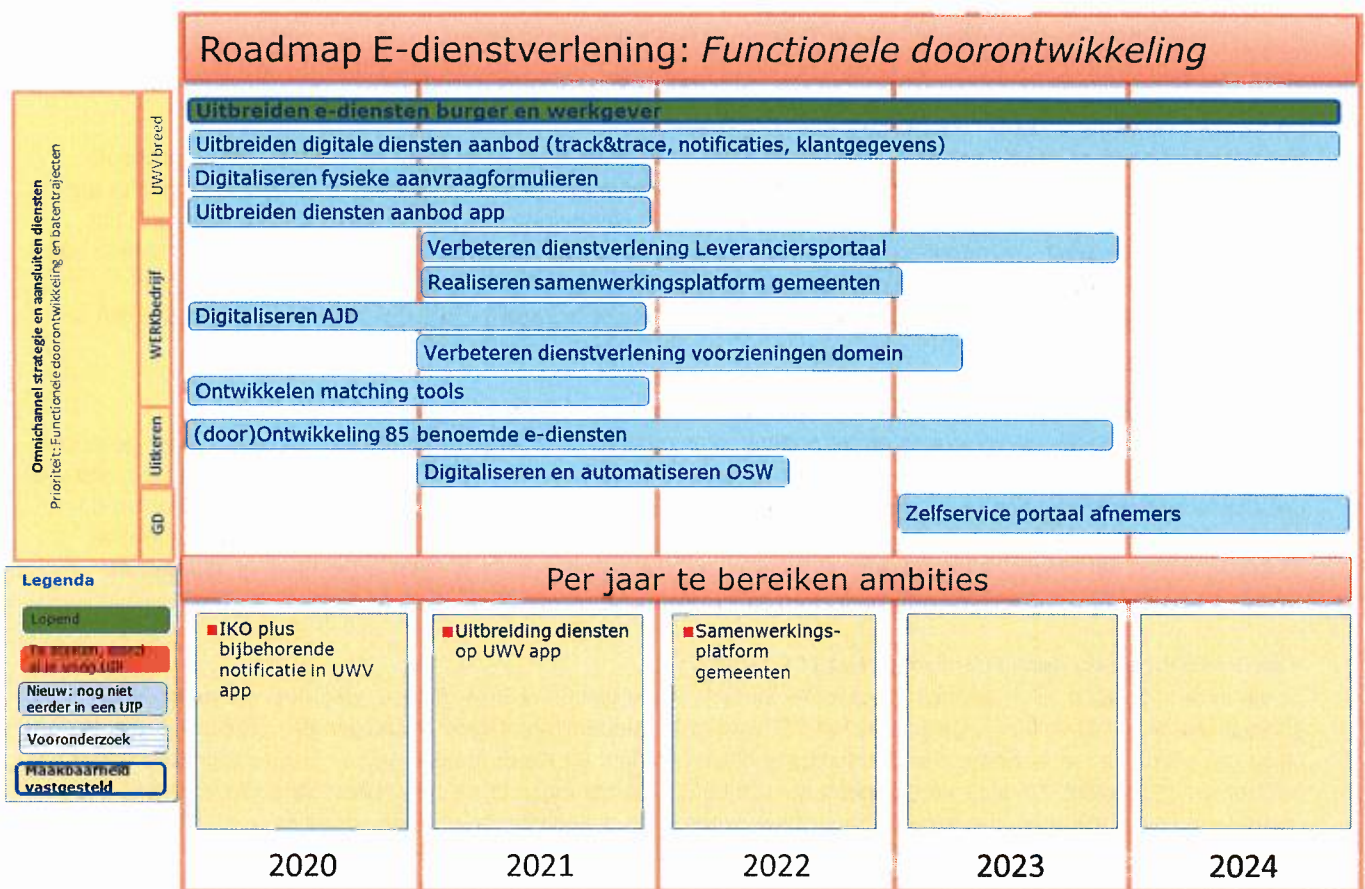 Roadmap E-dienstverlening: Functionele doorontwikkeling
Omnichannel strategie en aansluiten diensten
Prioriteit: Functionele doorontwikkeling en batentrajecten
UWV breed
Uitbreiden e-diensten burger en werkgever
Uitbreiden digitale diensten aanbod (track&trace, notificaties, klantgegevens)
Digitaliseren fysieke aanvraagformulieren
Uitbreiden diensten aanbod app
WERKbedrijf
Verbeteren dienstverlening Leveranciersportaal
Realiseren samenwerkingsplatform gemeenten
Digitaliseren AJD
Verbeteren dienstverlening voorzieningen domein
Ontwikkelen matching tools
Uitkeren
(door)Ontwikkeling 85 benoemde e-diensten
Digitaliseren en automatiseren OSW
GD
Zelfservice portaal afnemers
Legenda
Lopend
Nieuw: nog niet
eerder in een UIP
Vooronderzoek
Maakbaarheid
vastgesteld
Per jaar te bereiken ambities
IKO plus
bijbehorende
notificatie in UWV
app
Uitbreiding diensten
op UWV app
Samenwerkings-
platform
gemeenten
2020
2021
2022
2023
2024